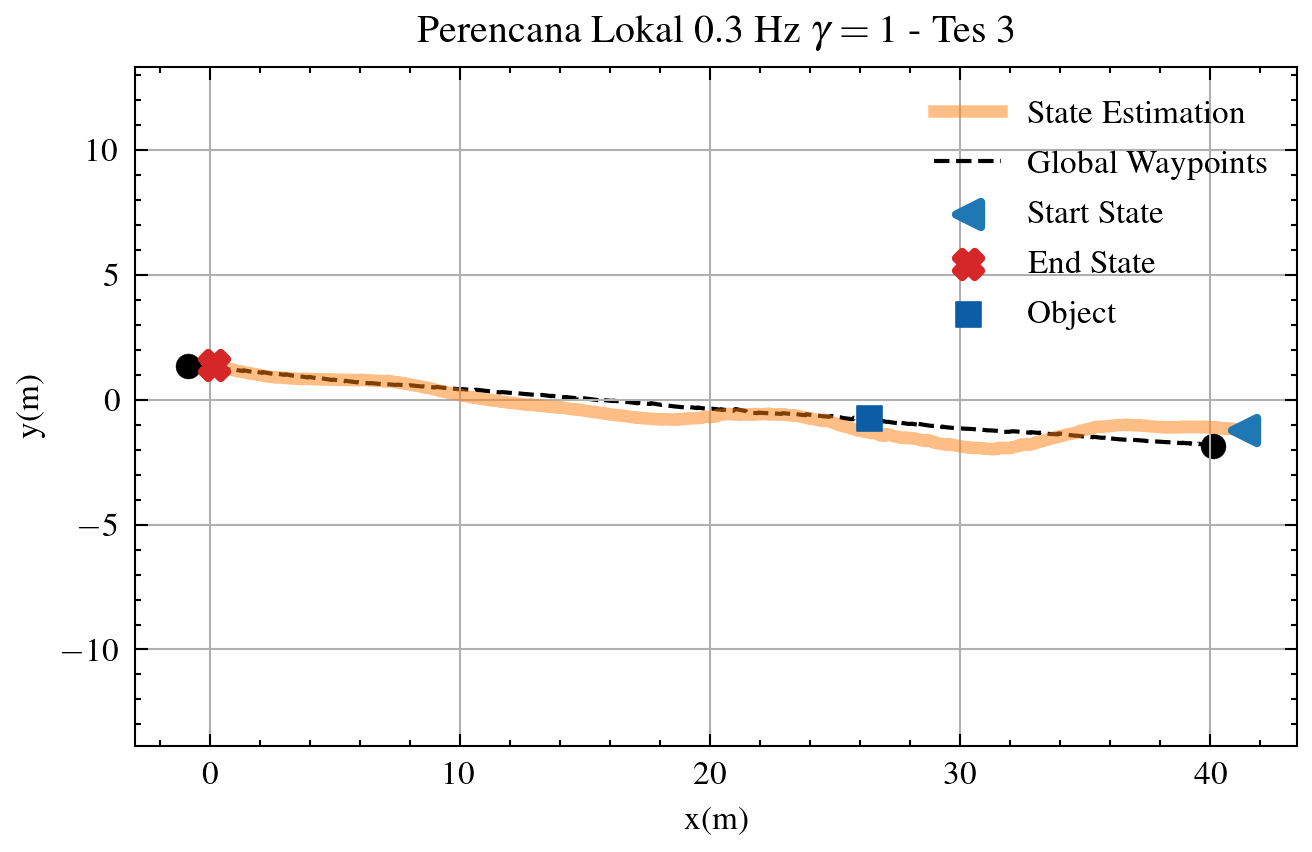 Perencana Lokal 0.3 Hz γ = 1 - Tes 3
State Estimation
Global Waypoints
Start State
End State
Object
10
5
0
−5
−10
y(m)
0 10 20 30 40
x(m)